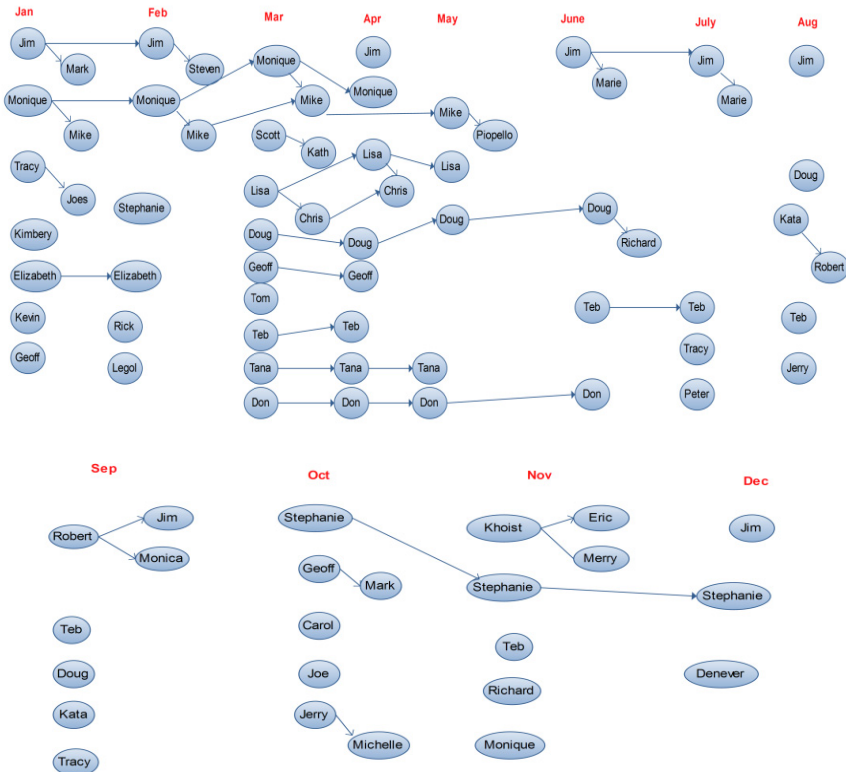 Jan Feb Mar Apr May June July Aug
Jim Jim Monique Jim Jim Jim Jim
Mark Steven Marie Marie
Monique Monique Mike Monique Mike
Mike Mike Scott Kath Piopello
Tracy Lisa Lisa Doug
Joes Stephanie Lisa Chris Chris
Kimbery Doug Doug Doug Doug Richard Kata
Elizabeth Elizabeth Geoff Geoff Robert
Kevin Rick Tom Teb Teb Teb
Geoff Legol Teb Teb Tracy
Tana Tana Tana Jerry
Don Don Don Don Peter
Sep Oct Nov Dec
Robert Jim Stephanie Khoist Eric Jim
Monica Geoff Mark Merry
Stephanie Stephanie
Teb Carol Teb
Doug Joe Richard Denever
Kata Jerry
Tracy Michelle Monique